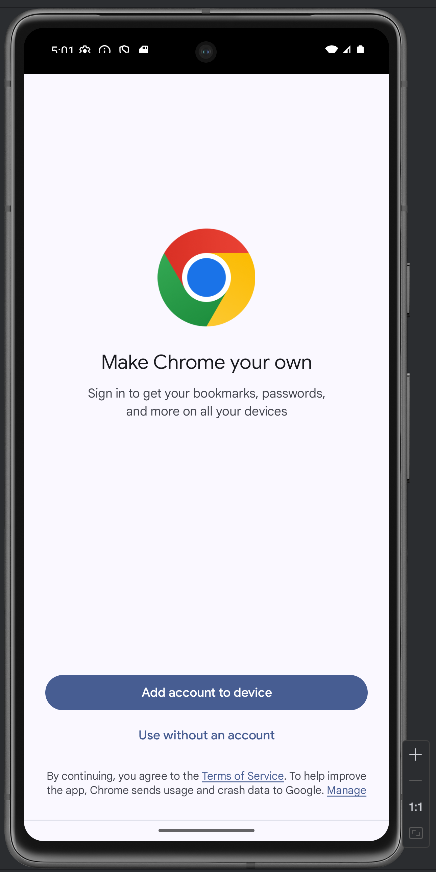 5:01
Make Chrome your own
Sign in to get your bookmarks, passwords,
and more on all your devices
Add account to device
Use without an account
By continuing, you agree to the Terms of Service. To help improve
the app, Chrome sends usage and crash data to Google. Manage
1:1